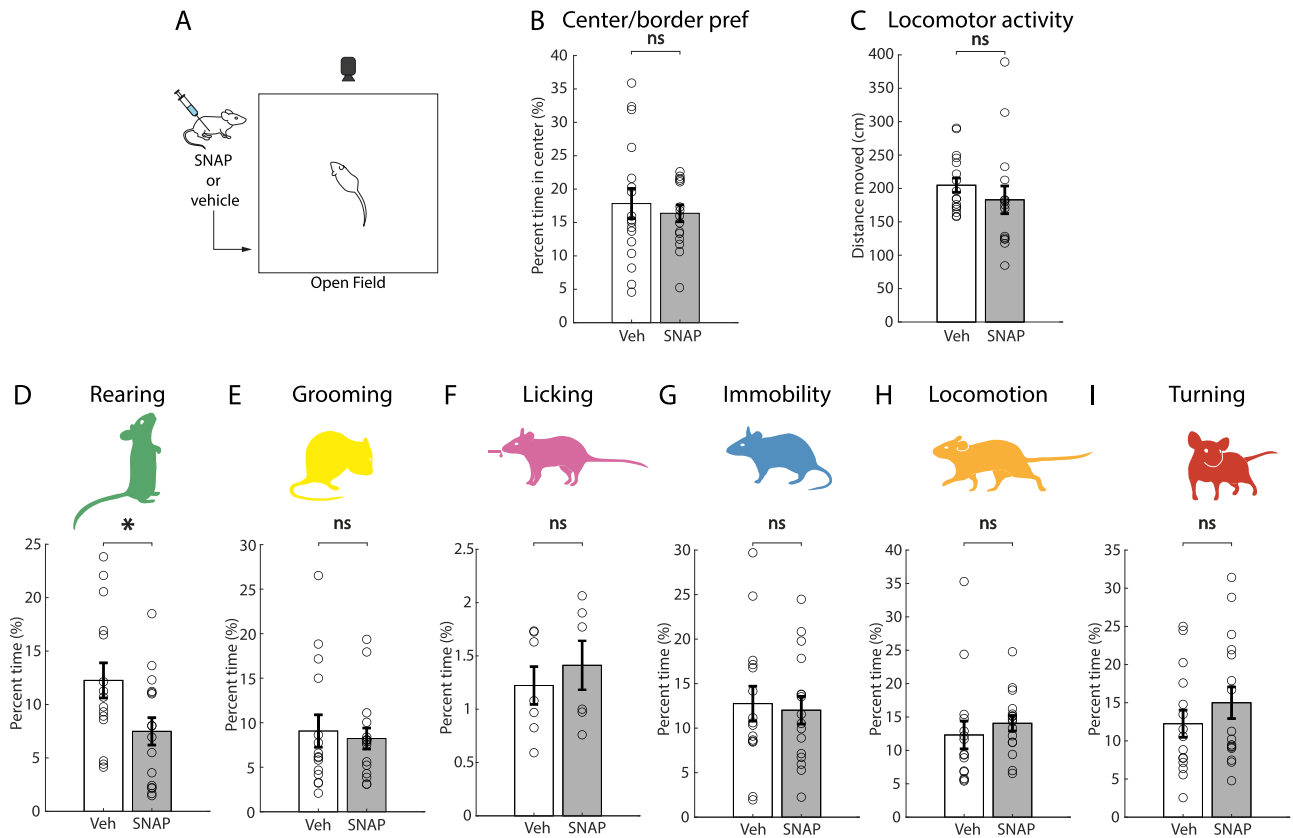 A
SNAP
or
vehicle
Open Field
B Center/border pref
ns
Percent time in center (%)
40
35
30
25
20
15
10
5
0
Veh SNAP
C Locomotor activity
ns
Distance moved (cm)
400
350
300
250
200
150
100
50
0
Veh SNAP
D Rearing
*
Percent time (%)
25
20
15
10
5
0
Veh SNAP
E Grooming
ns
Percent time (%)
30
25
20
15
10
5
0
Veh SNAP
F Licking
ns
Percent time (%)
2.5
2
1.5
1
0.5
0
Veh SNAP
G Immobility
ns
Percent time (%)
30
25
20
15
10
5
0
Veh SNAP
H Locomotion
ns
Percent time (%)
40
35
30
25
20
15
10
5
0
Veh SNAP
I Turning
ns
Percent time (%)
35
30
25
20
15
10
5
0
Veh SNAP